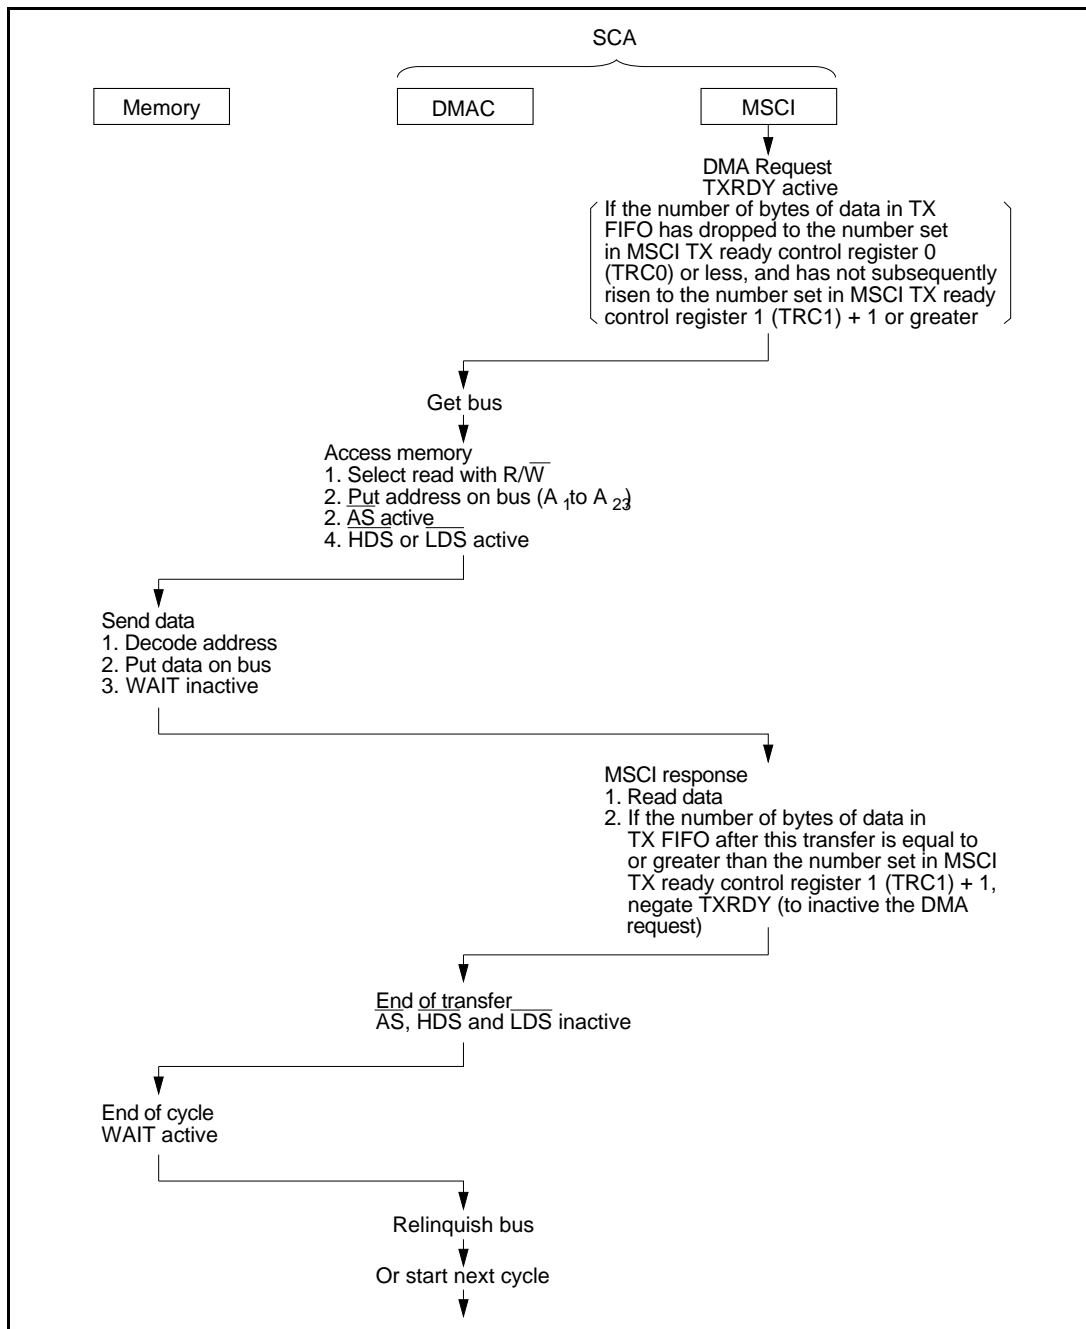 SCA
Memory
DMAC
MSCI
DMA Request
TXRDY active
If the number of bytes of data in TX
FIFO has dropped to the number set
in MSCI TX ready control register 0
(TRC0) or less, and has not subsequently
risen to the number set in MSCI TX ready
control register 1 (TRC1) + 1 or greater
Get bus
Access memory
1. Select read with R/W̅
2. Put address on bus (A 1 to A 23)
2. A̅S̅ active
4. H̅D̅S̅ or L̅D̅S̅ active
Send data
1. Decode address
2. Put data on bus
3. WAIT inactive
MSCI response
1. Read data
2. If the number of bytes of data in
TX FIFO after this transfer is equal to
or greater than the number set in MSCI
TX ready control register 1 (TRC1) + 1,
negate TXRDY (to inactive the DMA
request)
End of transfer
A̅S̅, H̅D̅S̅ and L̅D̅S̅ inactive
End of cycle
WAIT active
Relinquish bus
Or start next cycle